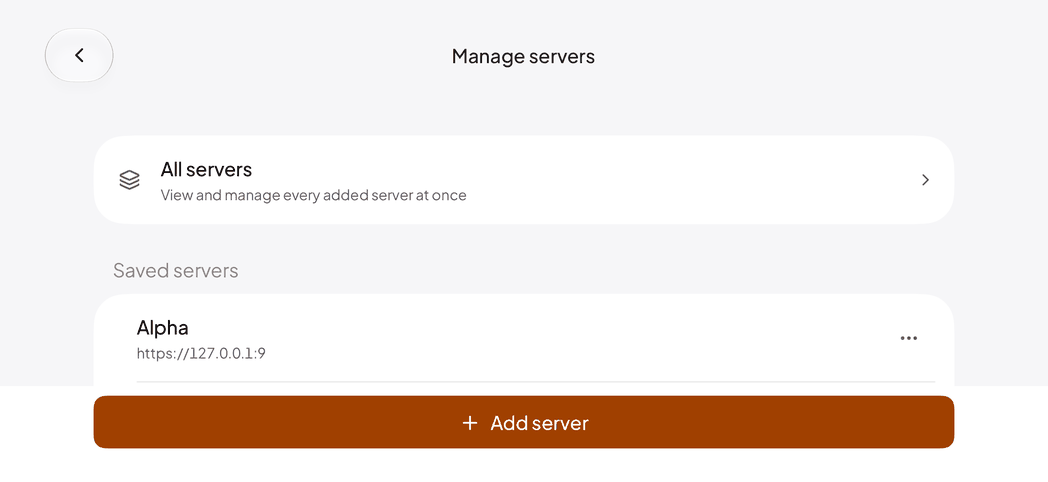 Manage servers
All servers
View and manage every added server at once
Saved servers
Alpha
https://127.0.0.1:9
Add server